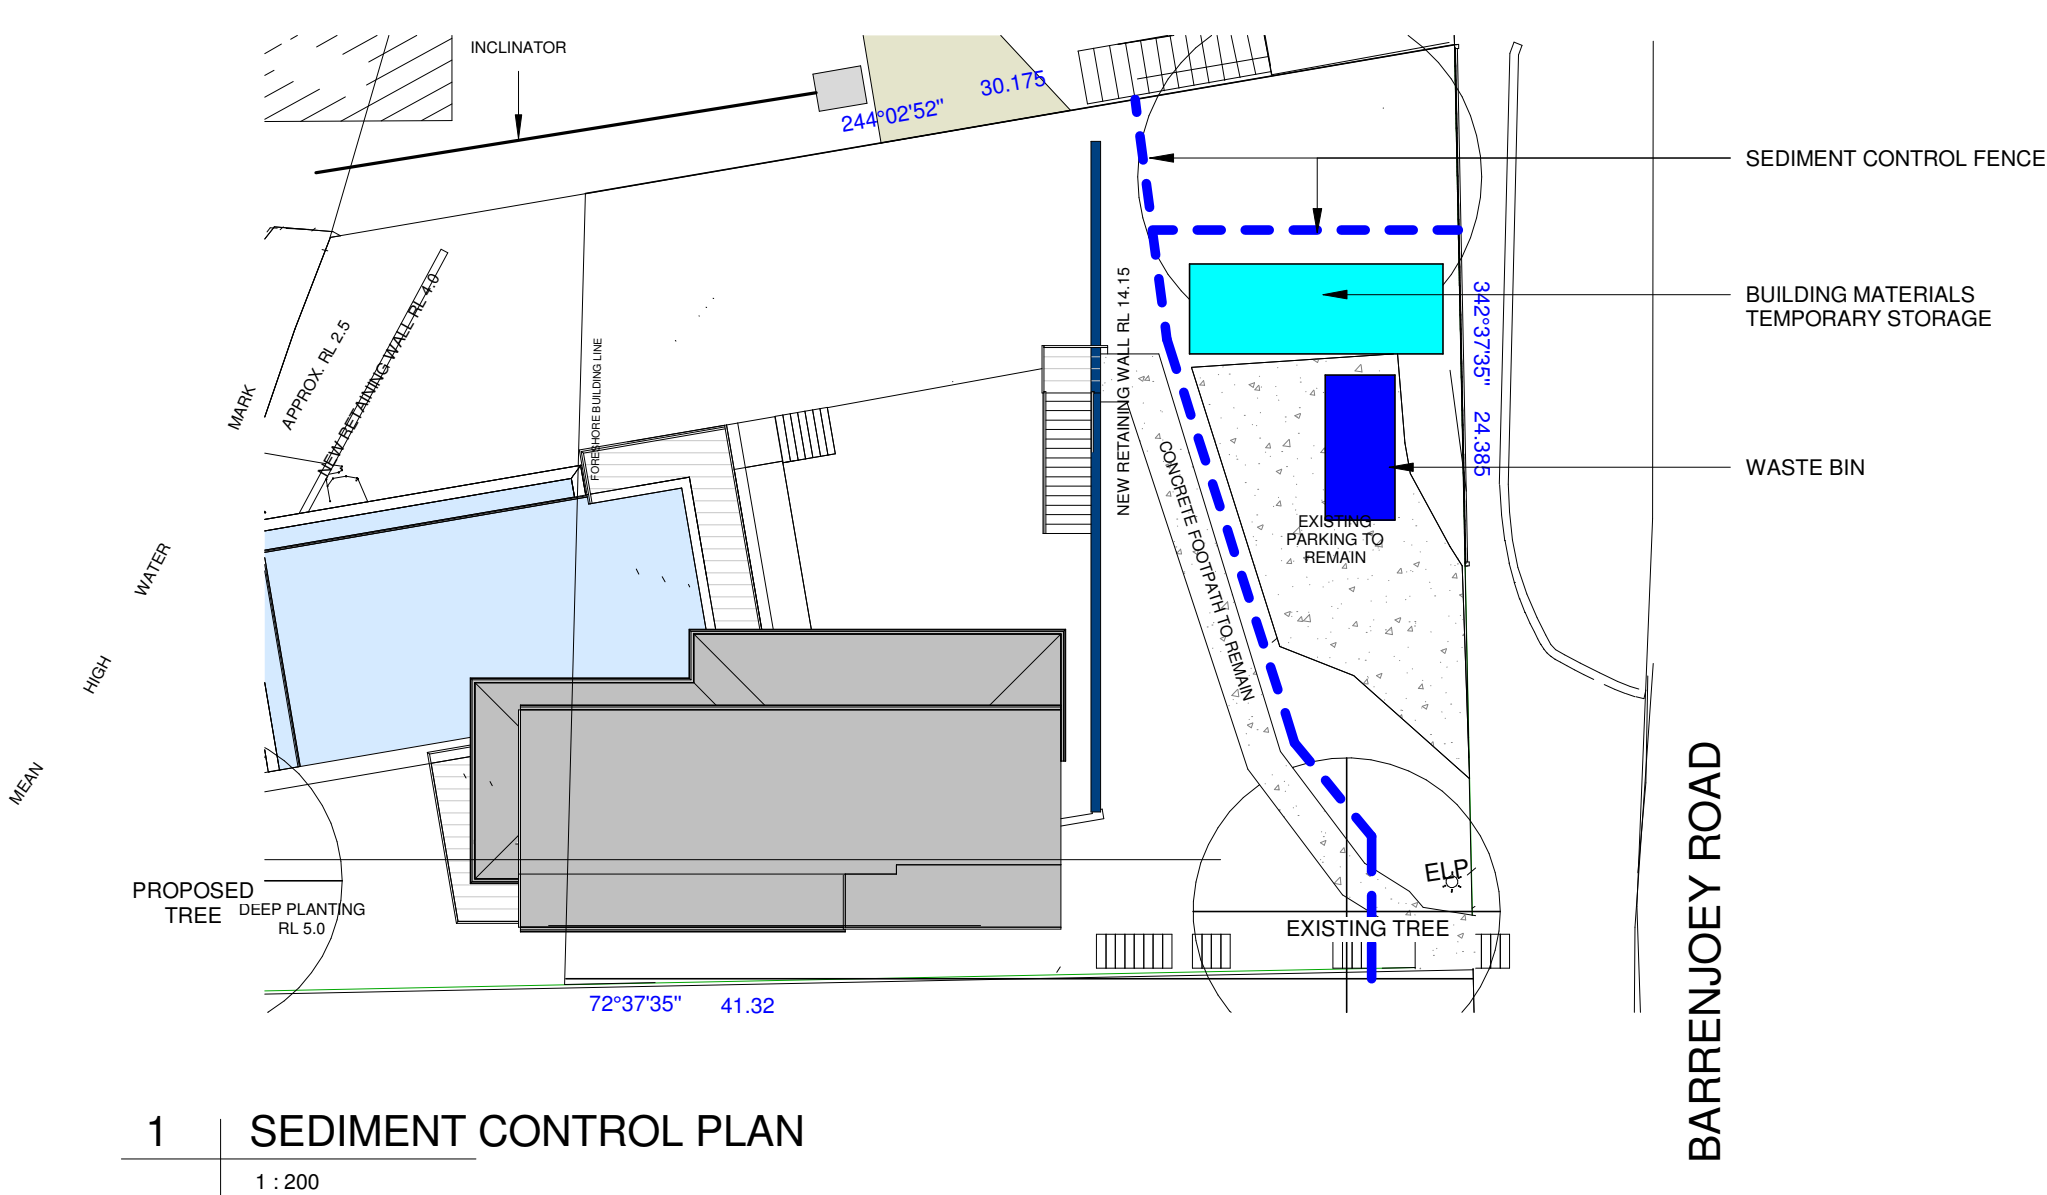 INCLINATOR
30.175
244°02'52"
SEDIMENT CONTROL FENCE
BUILDING MATERIALS
TEMPORARY STORAGE
342°37'35"
24.385
WASTE BIN
NEW RETAINING WALL RL 14.15
CONCRETE FOOTPATH TO REMAIN
EXISTING
PARKING TO
REMAIN
FORESHORE BUILDING LINE
NEW RETAINING WALL RL 4.0
APPROX. RL 2.5
MEAN HIGH WATER MARK
PROPOSED
TREE
DEEP PLANTING
RL 5.0
ELP
EXISTING TREE
72°37'35"
41.32
BARRENJOEY ROAD
1
SEDIMENT CONTROL PLAN
1 : 200